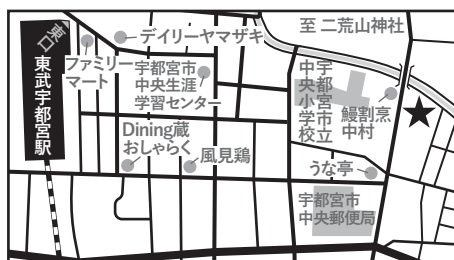 至 二荒山神社
デイリーヤマザキ
東口
東武宇都宮駅
ファミリー
マート
宇都宮市
中央生涯
学習センター
宇都宮市立
中央小学校
鰻割烹
中村
Dining蔵
おしゃらく
風見鶏
うな亭
宇都宮市
中央郵便局